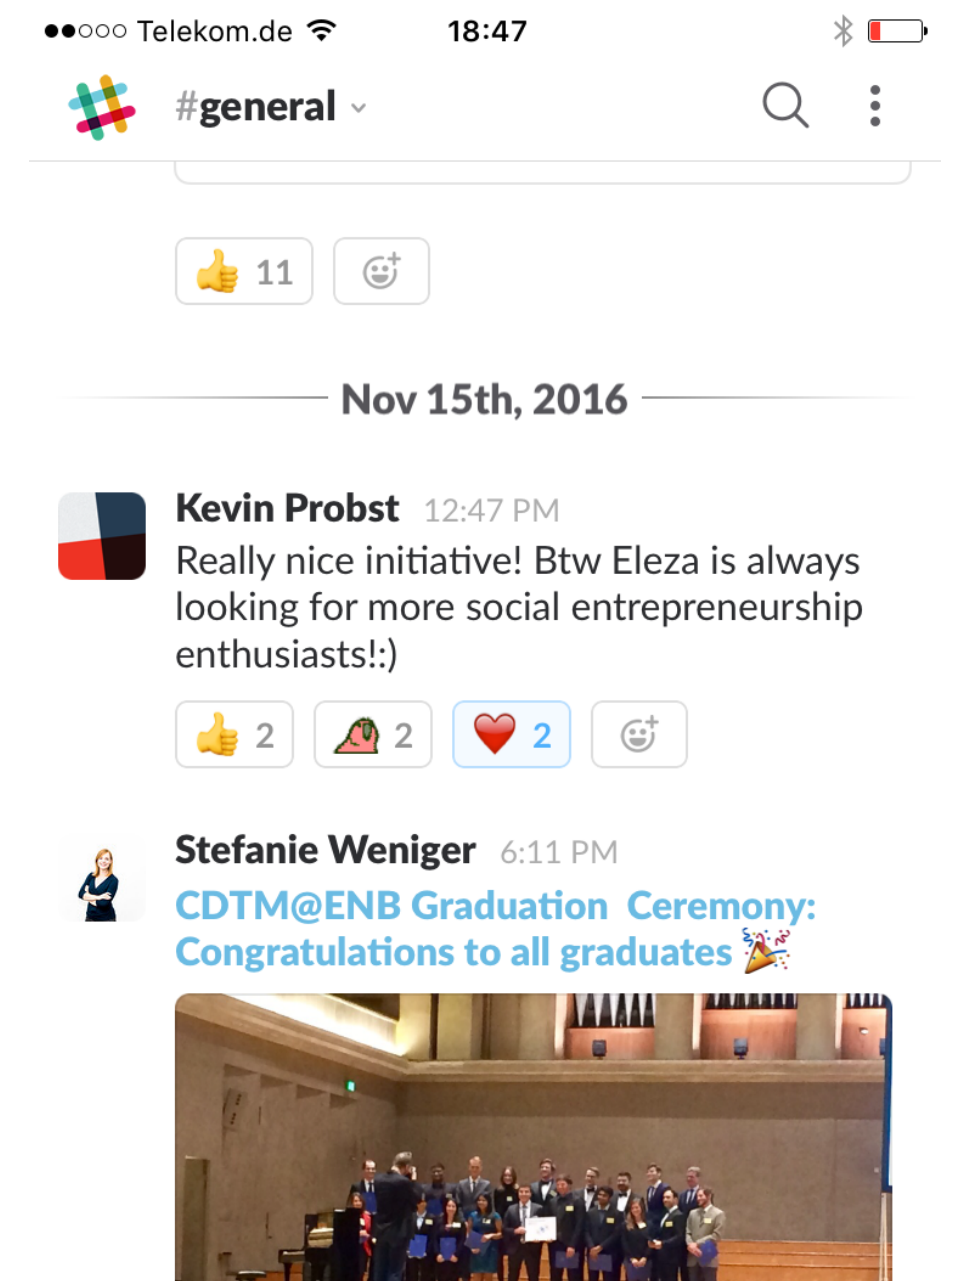 Telekom.de 18:47
#general
11
Nov 15th, 2016
Kevin Probst 12:47 PM
Really nice initiative! Btw Eleza is always
looking for more social entrepreneurship
enthusiasts!:)
2 2 2
Stefanie Weniger 6:11 PM
CDTM@ENB Graduation Ceremony:
Congratulations to all graduates 🎉